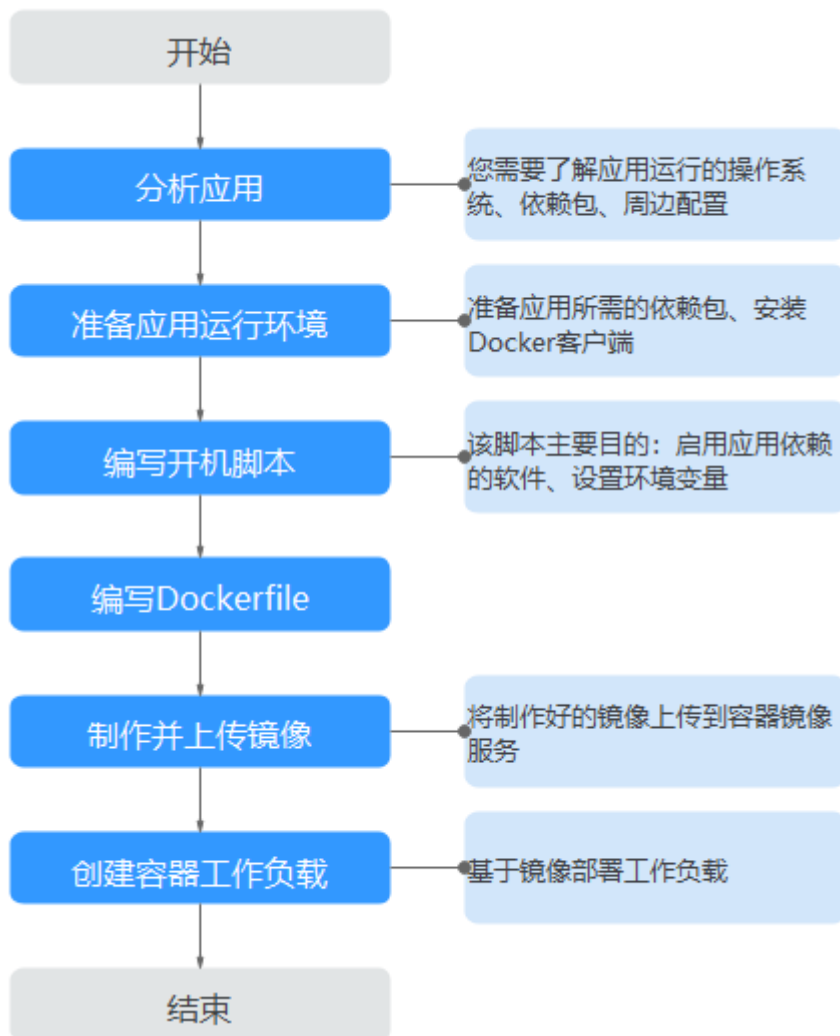 开始
分析应用
您需要了解应用运行的操作系
统、依赖包、周边配置
准备应用运行环境
准备应用所需的依赖包、安装
Docker客户端
编写开机脚本
该脚本主要目的：启用应用依赖
的软件、设置环境变量
编写Dockerfile
制作并上传镜像
将制作好的镜像上传到容器镜像
服务
创建容器工作负载
基于镜像部署工作负载
结束